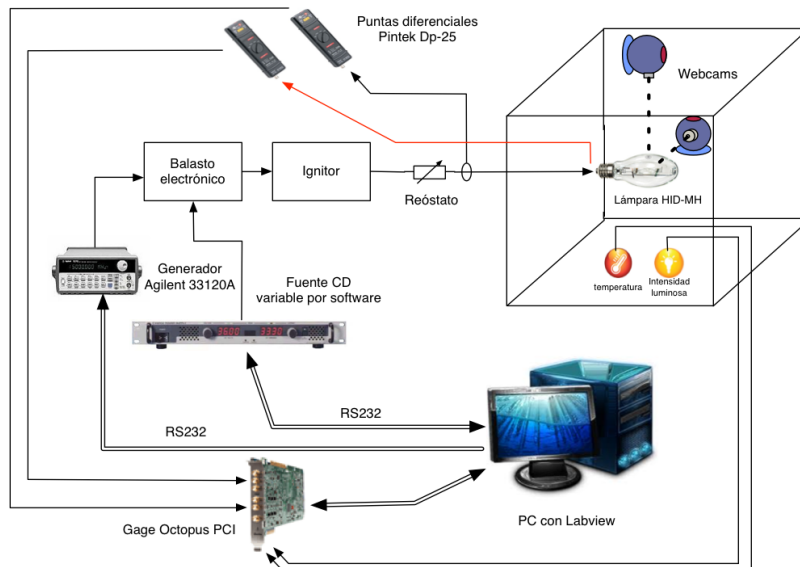 Puntas diferenciales
Pintek Dp-25
Webcams
Balasto
electrónico
Ignitor
Reóstato
Lámpara HID-MH
Generador
Agilent 33120A
Fuente CD
variable por software
temperatura
Intensidad
luminosa
RS232
RS232
Gage Octopus PCI
PC con Labview